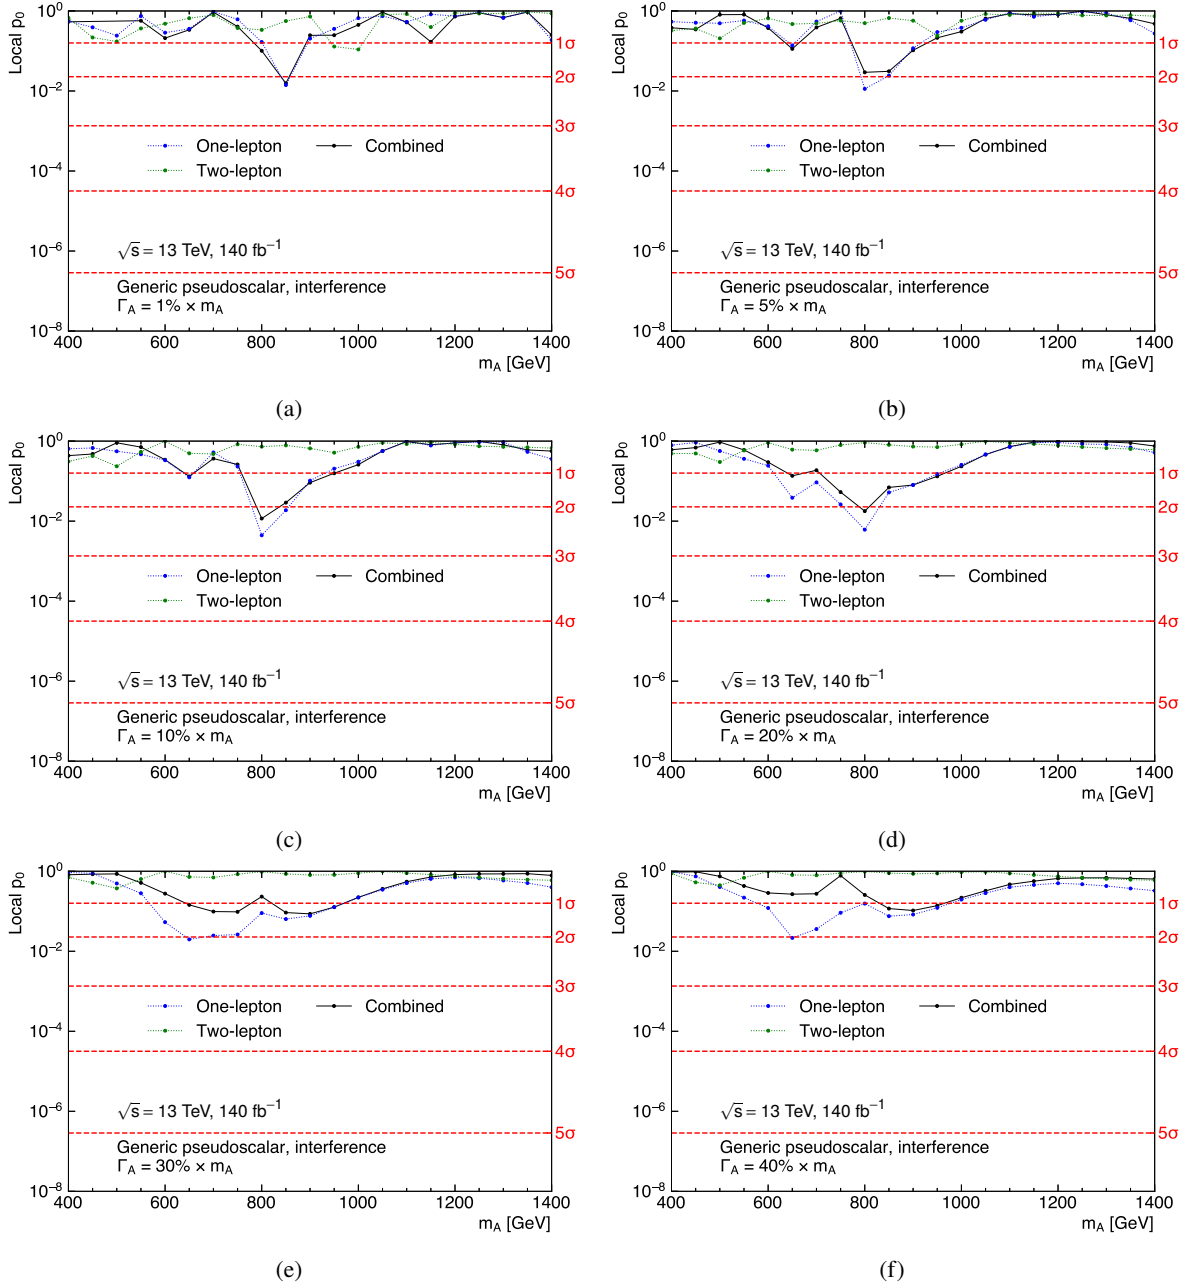 Local p₀
10⁰
10⁻²
10⁻⁴
10⁻⁶
10⁻⁸
1σ
2σ
3σ
4σ
5σ
One-lepton
Combined
Two-lepton
√s = 13 TeV, 140 fb⁻¹
Generic pseudoscalar, interference
Γ_A = 1% × m_A
400 600 800 1000 1200 1400
m_A [GeV]
(a)
Local p₀
10⁰
10⁻²
10⁻⁴
10⁻⁶
10⁻⁸
1σ
2σ
3σ
4σ
5σ
One-lepton
Combined
Two-lepton
√s = 13 TeV, 140 fb⁻¹
Generic pseudoscalar, interference
Γ_A = 5% × m_A
400 600 800 1000 1200 1400
m_A [GeV]
(b)
Local p₀
10⁰
10⁻²
10⁻⁴
10⁻⁶
10⁻⁸
1σ
2σ
3σ
4σ
5σ
One-lepton
Combined
Two-lepton
√s = 13 TeV, 140 fb⁻¹
Generic pseudoscalar, interference
Γ_A = 10% × m_A
400 600 800 1000 1200 1400
m_A [GeV]
(c)
Local p₀
10⁰
10⁻²
10⁻⁴
10⁻⁶
10⁻⁸
1σ
2σ
3σ
4σ
5σ
One-lepton
Combined
Two-lepton
√s = 13 TeV, 140 fb⁻¹
Generic pseudoscalar, interference
Γ_A = 20% × m_A
400 600 800 1000 1200 1400
m_A [GeV]
(d)
Local p₀
10⁰
10⁻²
10⁻⁴
10⁻⁶
10⁻⁸
1σ
2σ
3σ
4σ
5σ
One-lepton
Combined
Two-lepton
√s = 13 TeV, 140 fb⁻¹
Generic pseudoscalar, interference
Γ_A = 30% × m_A
400 600 800 1000 1200 1400
m_A [GeV]
(e)
Local p₀
10⁰
10⁻²
10⁻⁴
10⁻⁶
10⁻⁸
1σ
2σ
3σ
4σ
5σ
One-lepton
Combined
Two-lepton
√s = 13 TeV, 140 fb⁻¹
Generic pseudoscalar, interference
Γ_A = 40% × m_A
400 600 800 1000 1200 1400
m_A [GeV]
(f)